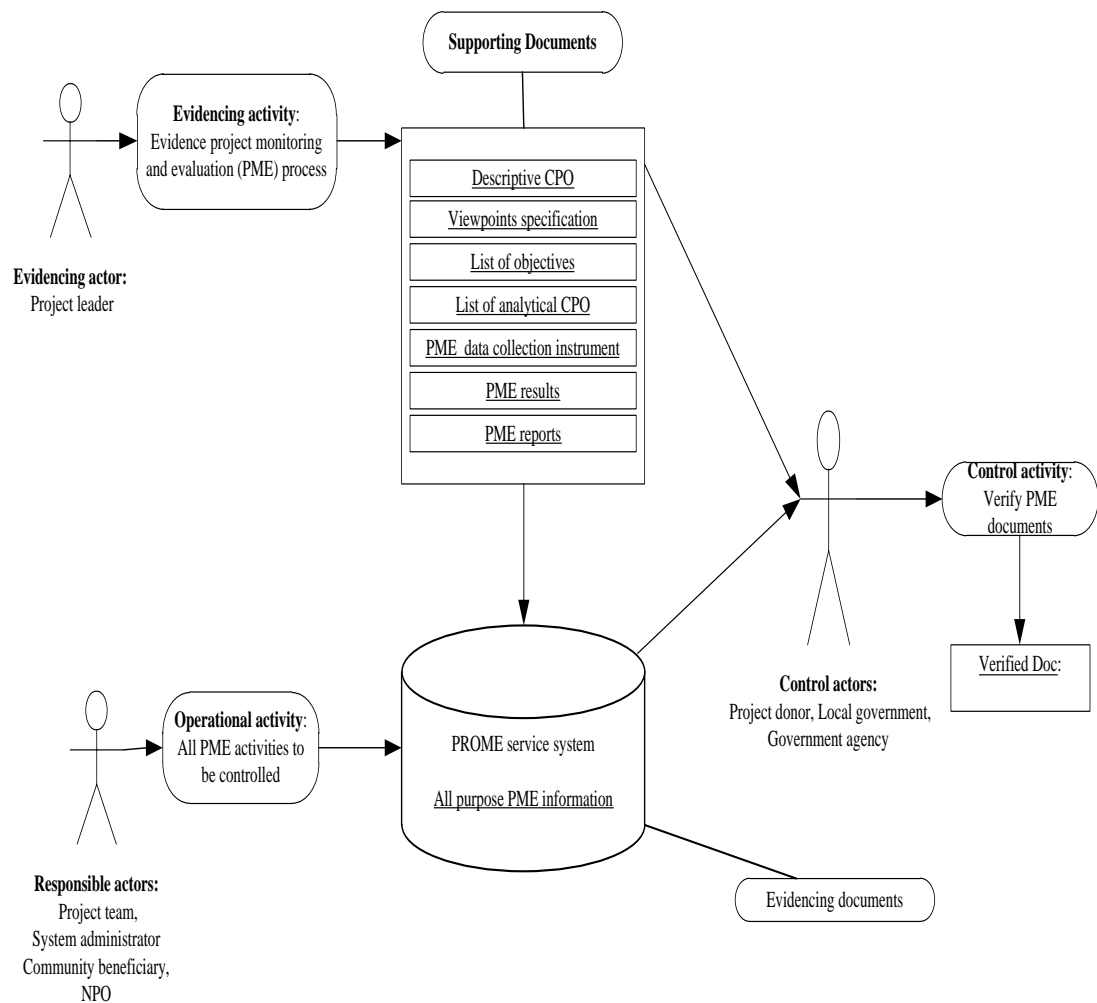 Supporting Documents
Evidencing activity:
Evidence project monitoring
and evaluation (PME) process
Evidencing actor:
Project leader
Descriptive CPO
Viewpoints specification
List of objectives
List of analytical CPO
PME data collection instrument
PME results
PME reports
Control activity:
Verify PME
documents
Verified Doc:
Control actors:
Project donor, Local government,
Government agency
Operational activity:
All PME activities to
be controlled
PROME service system
All purpose PME information
Evidencing documents
Responsible actors:
Project team,
System administrator
Community beneficiary,
NPO